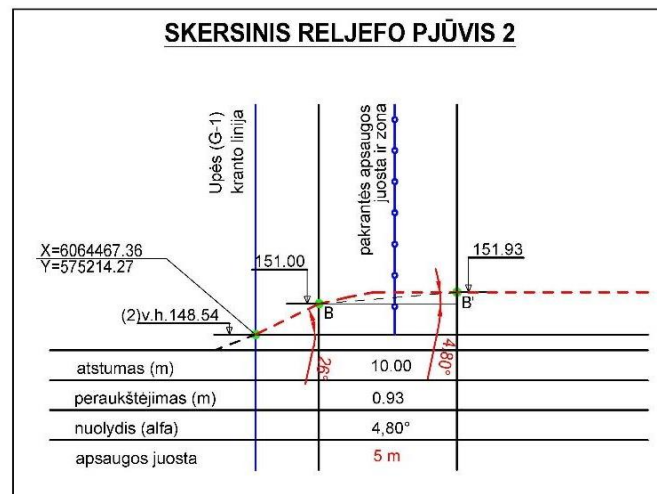 SKERSINIS RELJEFO PJŪVIS 2
Upės (G-1)
kranto linija
pakrantės apsaugos
juosta ir zona
X=6064467.36
Y=575214.27
151.00
151.93
(2)v.h.148.54
B
B'
26°
4,80°
atstumas (m) 10.00
peraukštėjimas (m) 0.93
nuolydis (alfa) 4,80°
apsaugos juosta 5 m